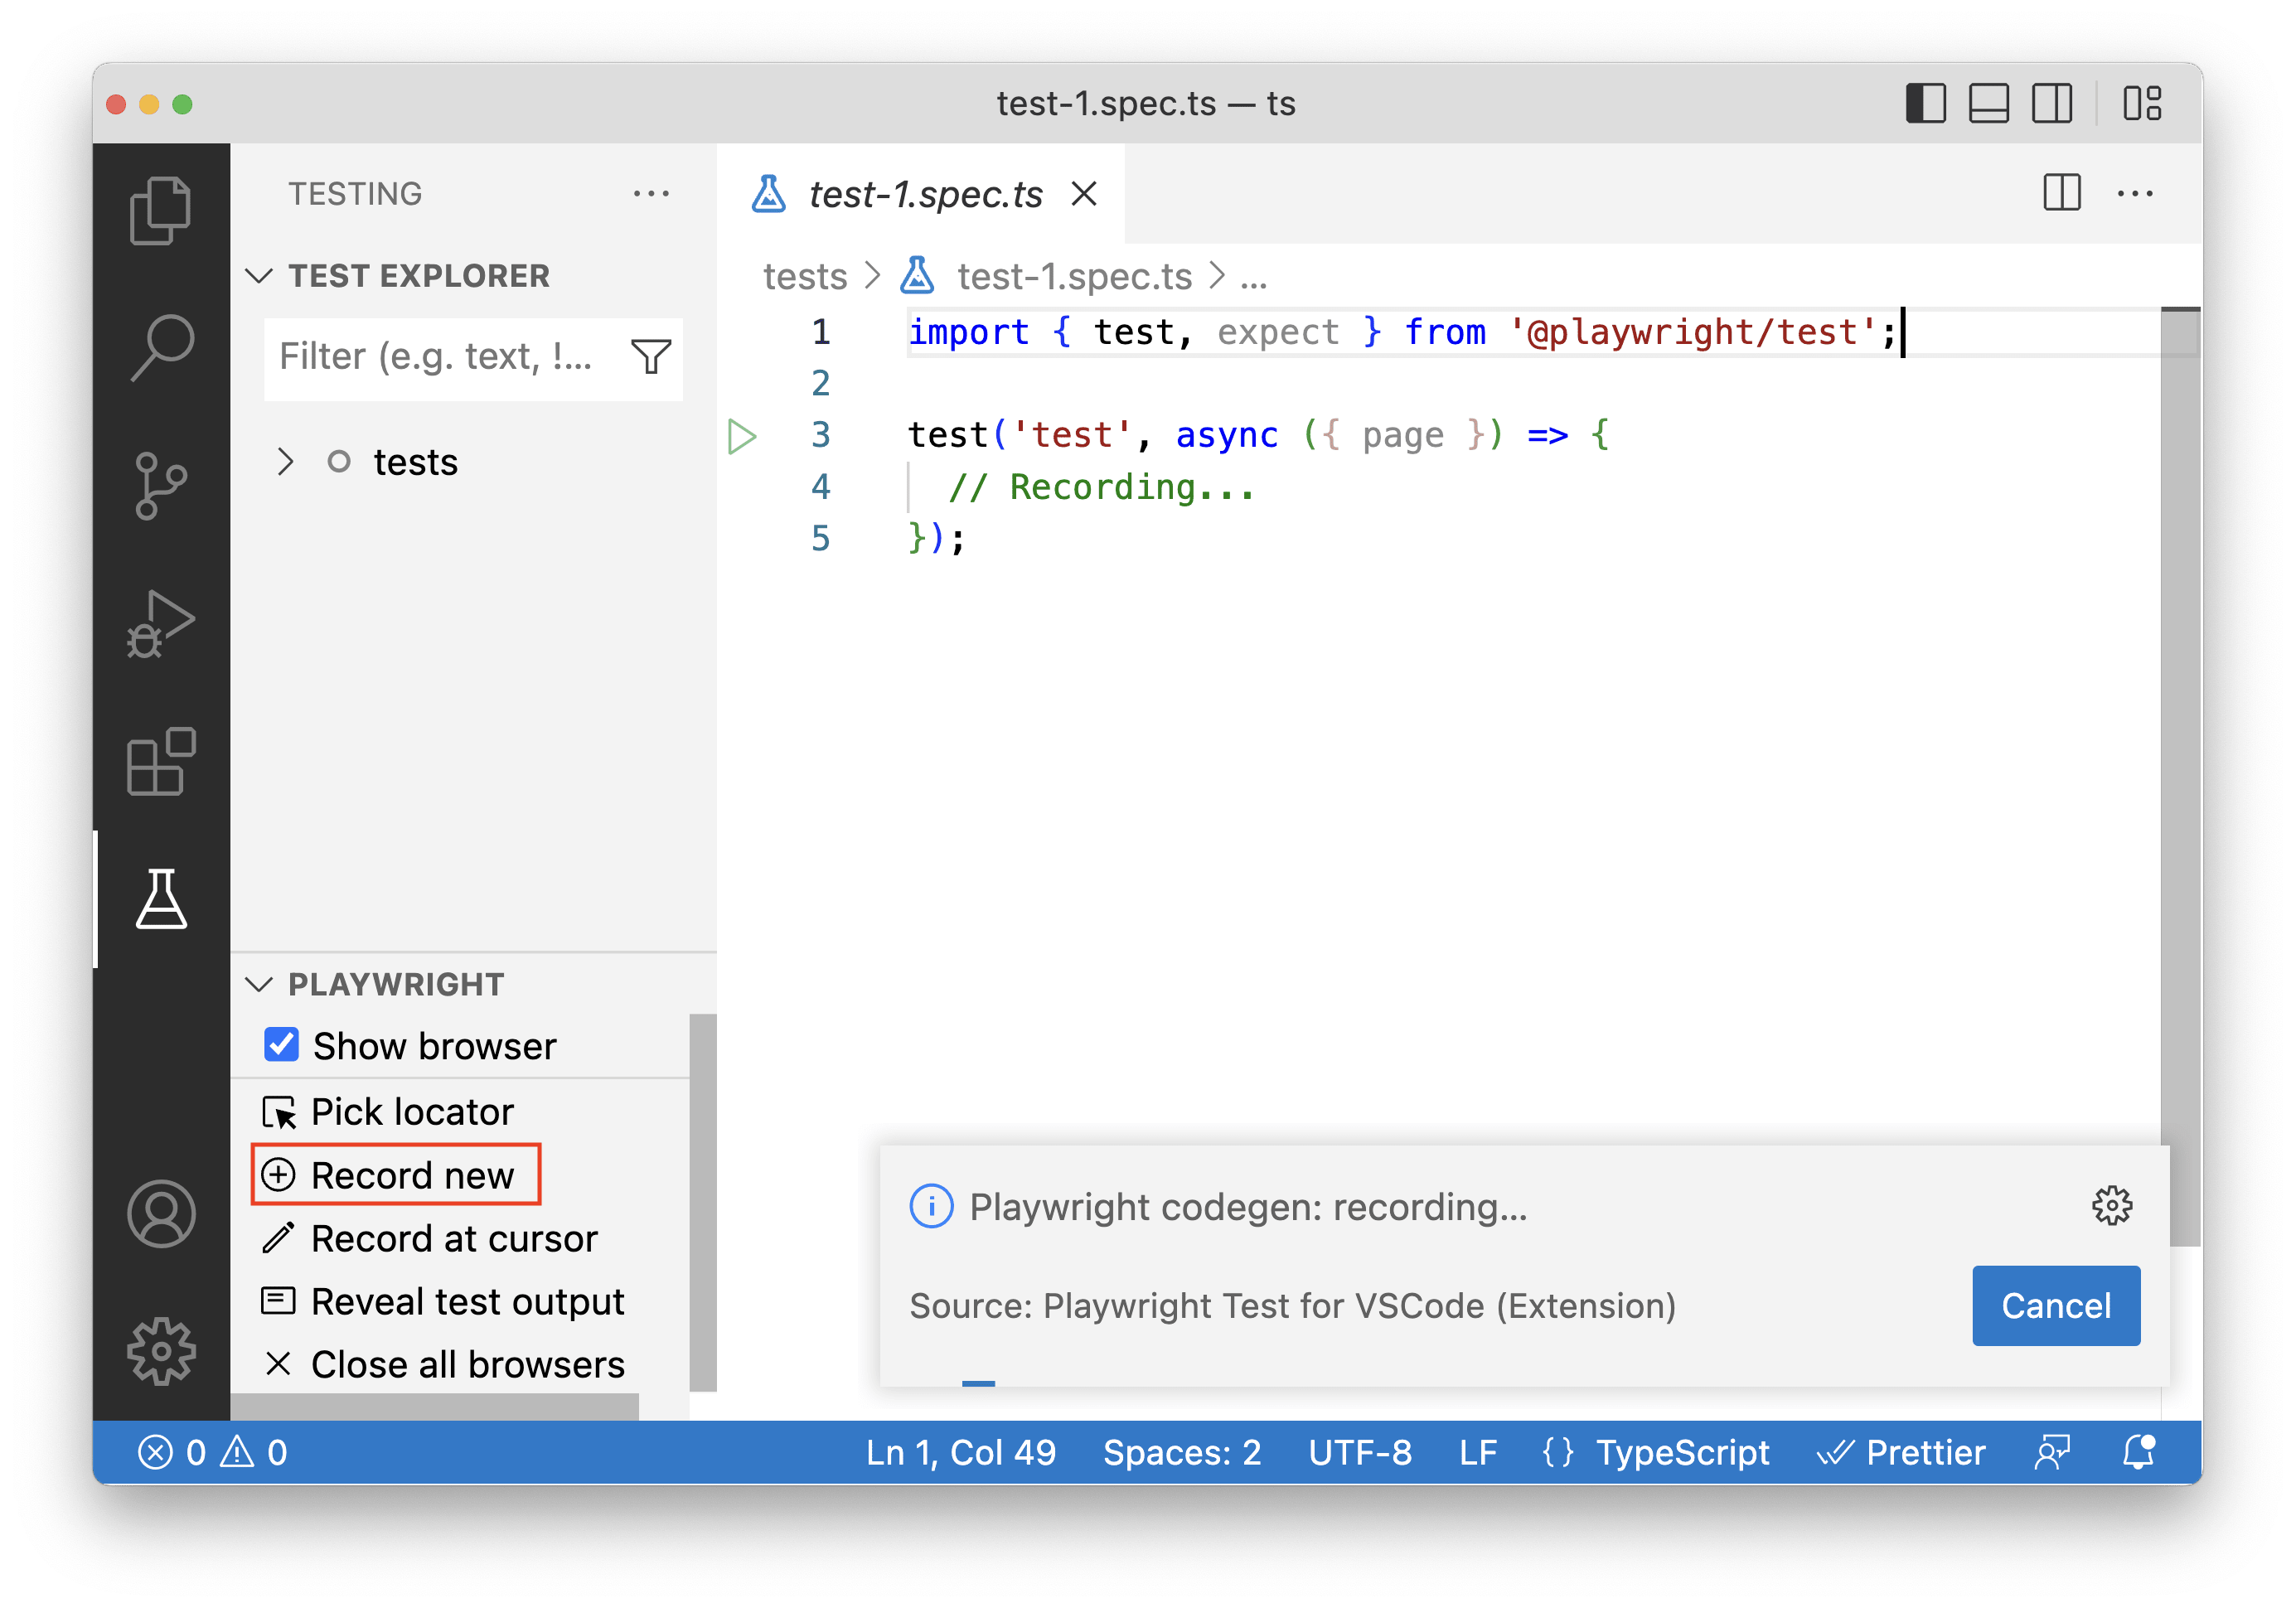 test-1.spec.ts — ts
TESTING
TEST EXPLORER
Filter (e.g. text, !...
tests
PLAYWRIGHT
Show browser
Pick locator
Record new
Record at cursor
Reveal test output
Close all browsers
test-1.spec.ts
tests > test-1.spec.ts > ...
1 import { test, expect } from '@playwright/test';
2
3 test('test', async ({ page }) => {
4 // Recording...
5 });
Playwright codegen: recording...
Source: Playwright Test for VSCode (Extension)
Cancel
0 0 Ln 1, Col 49 Spaces: 2 UTF-8 LF {} TypeScript Prettier